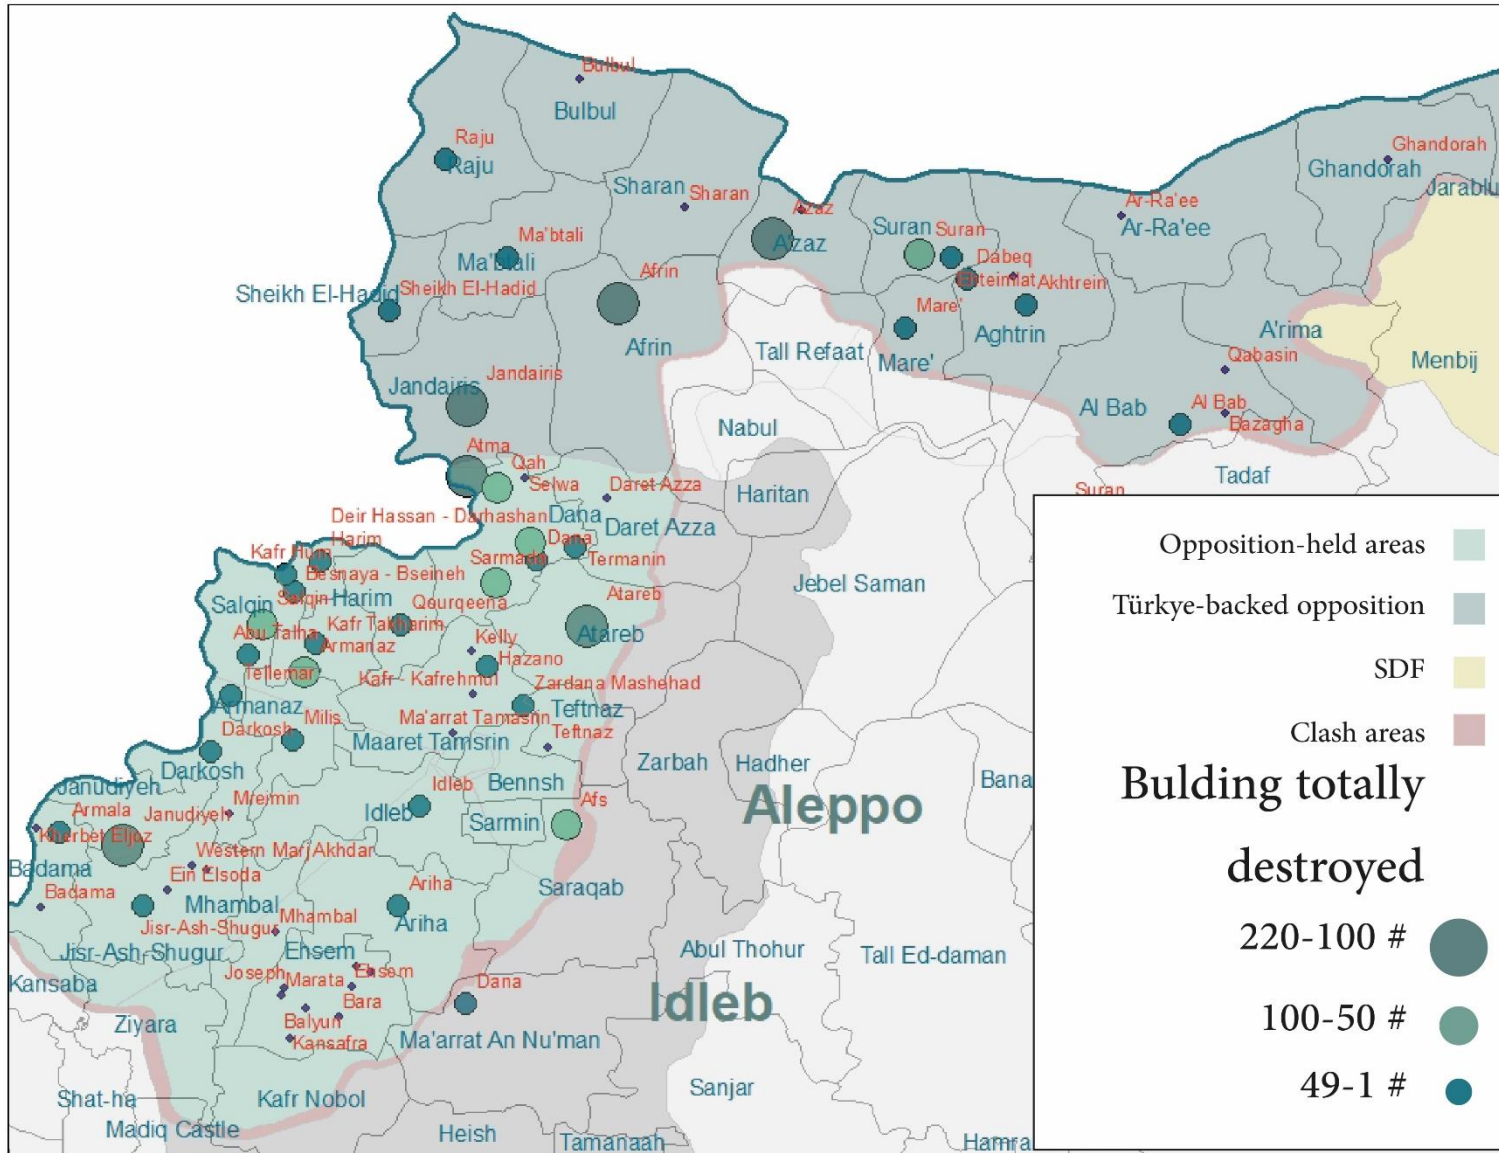 Bulbul
Bulbul
Raju
Raju
Sharan
Sharan
Ghandorah
Ghandorah
Jarablu
Azaz
A'zaz
Suran
Suran
Ar-Ra'ee
Ar-Ra'ee
Ma'btali
Ma'btali
Afrin
Dabeq
Ehteimlat
Akhtrein
Sheikh El-Hadid
Sheikh El-Hadid
Mare'
Mare'
Aghtrin
A'rima
Afrin
Tall Refaat
Qabasin
Menbij
Jandairis
Jandairis
Al Bab
Al Bab
Bazagha
Nabul
Atma
Qah
Selwa
Daret Azza
Haritan
Tadaf
Suran
Deir Hassan - Darhashan
Dana
Daret Azza
Harim
Kafr Hum
Dana
Sarmada
Termanin
Besnaya - Bseineh
Jebel Saman
Salqin
Salqin
Harim
Qourqeena
Atareb
Atareb
Abu Talha
Kafr Takharim
Armanaz
Kelly
Hazano
Tellemar
Kafr
Kafrehmul
Zardana Mashehad
Armanaz
Milis
Ma'arrat Tamasrin
Teftnaz
Teftnaz
Darkosh
Maaret Tamsrin
Darkosh
Zarbah
Hadher
Bana
Janudiyeh
Bennsh
Idleb
Idleb
Afs
Aleppo
Armala
Janudiyeh
Mreimin
Sarmin
Kherbet Eljoz
Western Marj Akhdar
Badama
Ein Elsoda
Badama
Mhambal
Ariha
Ariha
Saraqab
Jisr-Ash-Shugur
Mhambal
Jisr-Ash-Shugur
Ehsem
Abul Thohur
Tall Ed-daman
Kansaba
Joseph
Marata
Ehsem
Dana
Idleb
Bara
Ziyara
Balyun
Kansafra
Ma'arrat An Nu'man
Sanjar
Shat-ha
Kafr Nobol
Madiq Castle
Heish
Tamanaah
Hamra
Opposition-held areas
Türkye-backed opposition
SDF
Clash areas
Bulding totally
destroyed
220-100 #
100-50 #
49-1 #